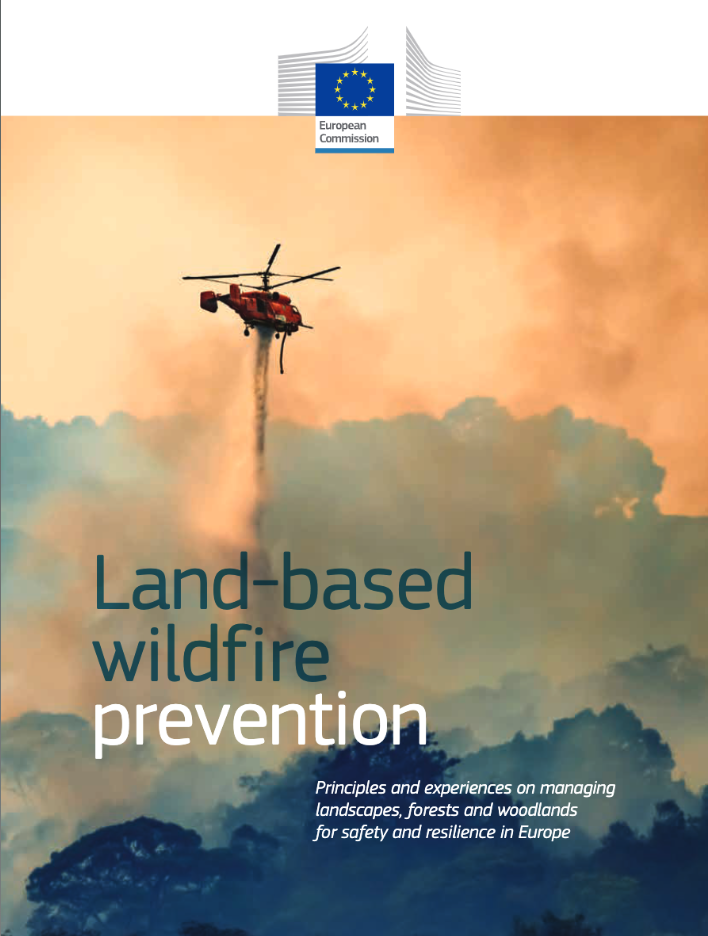 European
Commission
Land-based
wildfire
prevention
Principles and experiences on managing
landscapes, forests and woodlands
for safety and resilience in Europe